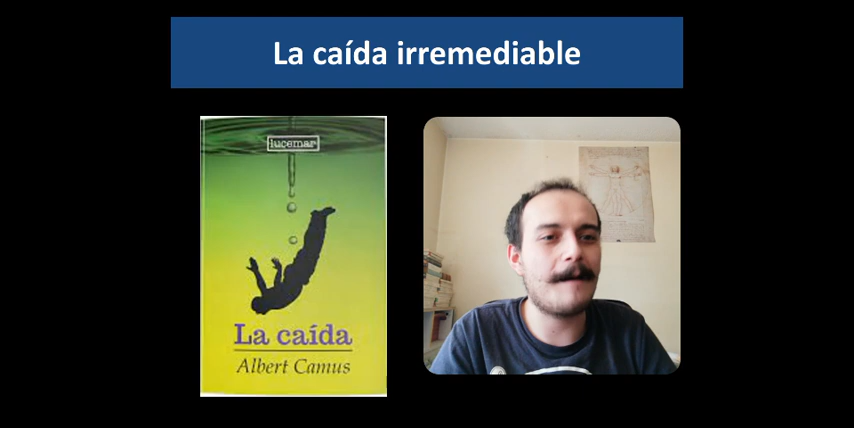 La caída irremediable
lucemar
La caída
Albert Camus